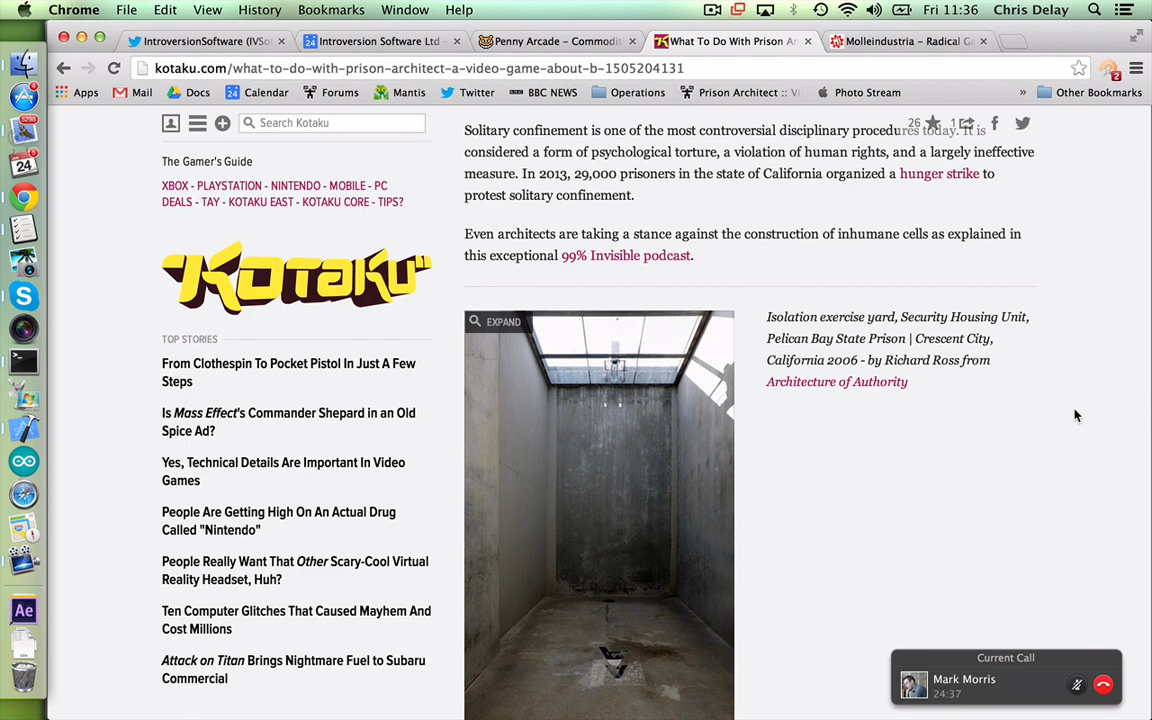 Chrome File Edit View History Bookmarks Window Help Fri 11:36 Chris Delay
IntroversionSoftware (IVSo
24 Introversion Software Ltd -
Penny Arcade – Commodit
What To Do With Prison Ar
Molleindustria – Radical Ga
kotaku.com/what-to-do-with-prison-architect-a-video-game-about-b-1505204131
2
Apps Mail Docs 24 Calendar Forums Mantis Twitter BBC NEWS Operations Prison Architect :: Vi Photo Stream » Other Bookmarks
Search Kotaku
26
1
The Gamer's Guide
XBOX - PLAYSTATION - NINTENDO - MOBILE - PC
DEALS - TAY - KOTAKU EAST - KOTAKU CORE - TIPS?
KOTAKU
TOP STORIES
From Clothespin To Pocket Pistol In Just A Few
Steps
Is Mass Effect's Commander Shepard in an Old
Spice Ad?
Yes, Technical Details Are Important In Video
Games
People Are Getting High On An Actual Drug
Called "Nintendo"
People Really Want That Other Scary-Cool Virtual
Reality Headset, Huh?
Ten Computer Glitches That Caused Mayhem And
Cost Millions
Attack on Titan Brings Nightmare Fuel to Subaru
Commercial
Solitary confinement is one of the most controversial disciplinary procedures today. It is
considered a form of psychological torture, a violation of human rights, and a largely ineffective
measure. In 2013, 29,000 prisoners in the state of California organized a hunger strike to
protest solitary confinement.
Even architects are taking a stance against the construction of inhumane cells as explained in
this exceptional 99% Invisible podcast.
EXPAND
Isolation exercise yard, Security Housing Unit,
Pelican Bay State Prison | Crescent City,
California 2006 - by Richard Ross from
Architecture of Authority
Current Call
Mark Morris
24:37
4
5298
24
Ae